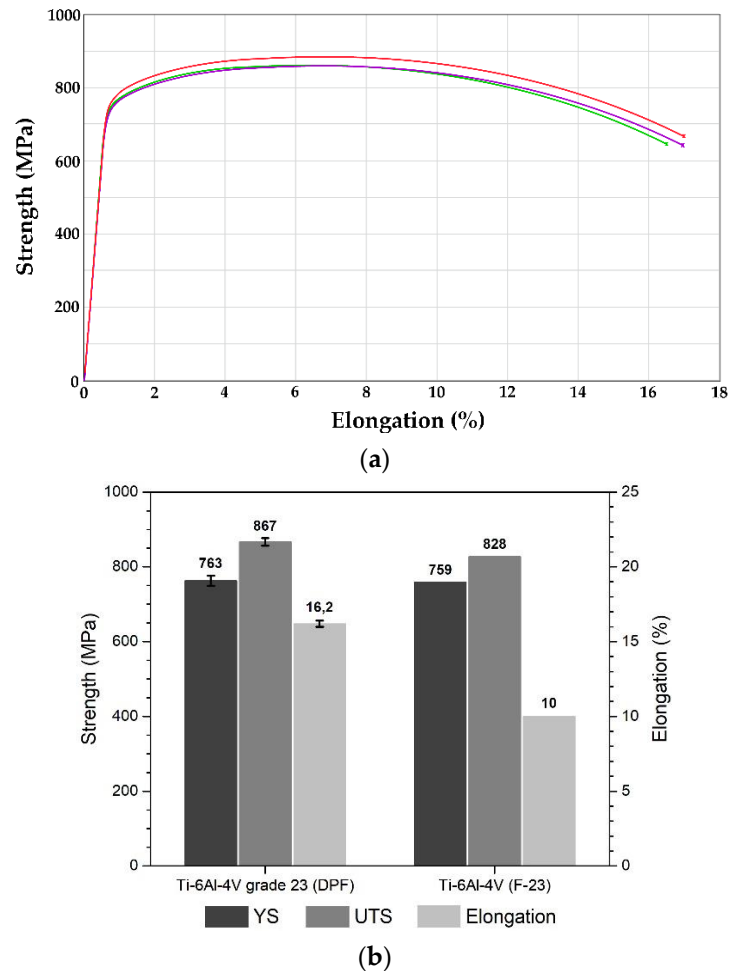 1000
800
600
400
200
0
0 2 4 6 8 10 12 14 16 18
Strength (MPa)
Elongation (%)
(a)
1000 25
867
763 828
800 759 20
16,2
600 15
10
400 10
200 5
0 0
Strength (MPa)
Elongation (%)
Ti-6Al-4V grade 23 (DPF) Ti-6Al-4V (F-23)
YS UTS Elongation
(b)